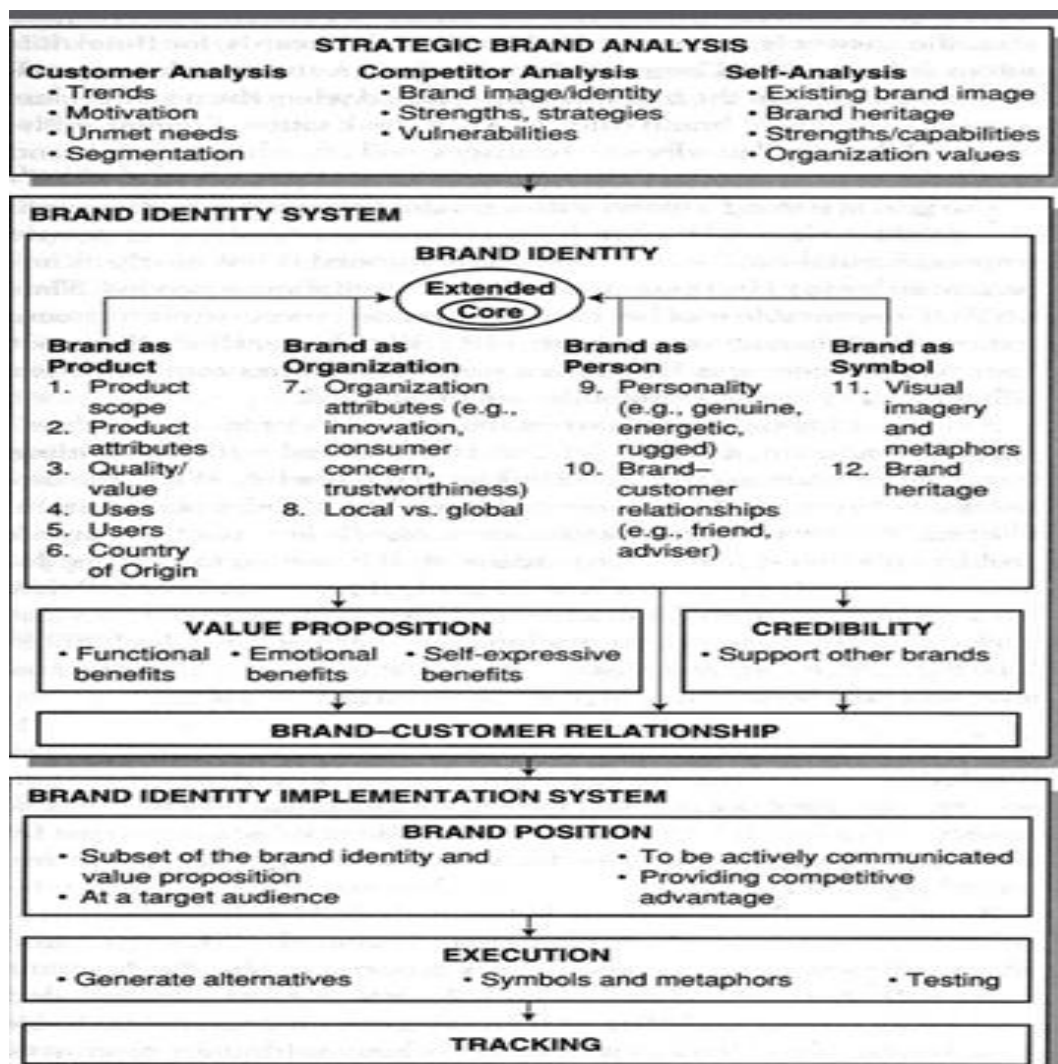 STRATEGIC BRAND ANALYSIS
Customer Analysis
• Trends
• Motivation
• Unmet needs
• Segmentation
Competitor Analysis
• Brand image/identity
• Strengths, strategies
• Vulnerabilities
Self-Analysis
• Existing brand image
• Brand heritage
• Strengths/capabilities
• Organization values
BRAND IDENTITY SYSTEM
BRAND IDENTITY
Extended
Core
Brand as
Product
1. Product
scope
2. Product
attributes
3. Quality/
value
4. Uses
5. Users
6. Country
of Origin
Brand as
Organization
7. Organization
attributes (e.g.,
innovation,
consumer
concern,
trustworthiness)
8. Local vs. global
Brand as
Person
9. Personality
(e.g., genuine,
energetic,
rugged)
10. Brand–
customer
relationships
(e.g., friend,
adviser)
Brand as
Symbol
11. Visual
imagery
and
metaphors
12. Brand
heritage
VALUE PROPOSITION
• Functional
benefits
• Emotional
benefits
• Self-expressive
benefits
CREDIBILITY
• Support other brands
BRAND–CUSTOMER RELATIONSHIP
BRAND IDENTITY IMPLEMENTATION SYSTEM
BRAND POSITION
• Subset of the brand identity and
value proposition
• At a target audience
• To be actively communicated
• Providing competitive
advantage
EXECUTION
• Generate alternatives
• Symbols and metaphors
• Testing
TRACKING